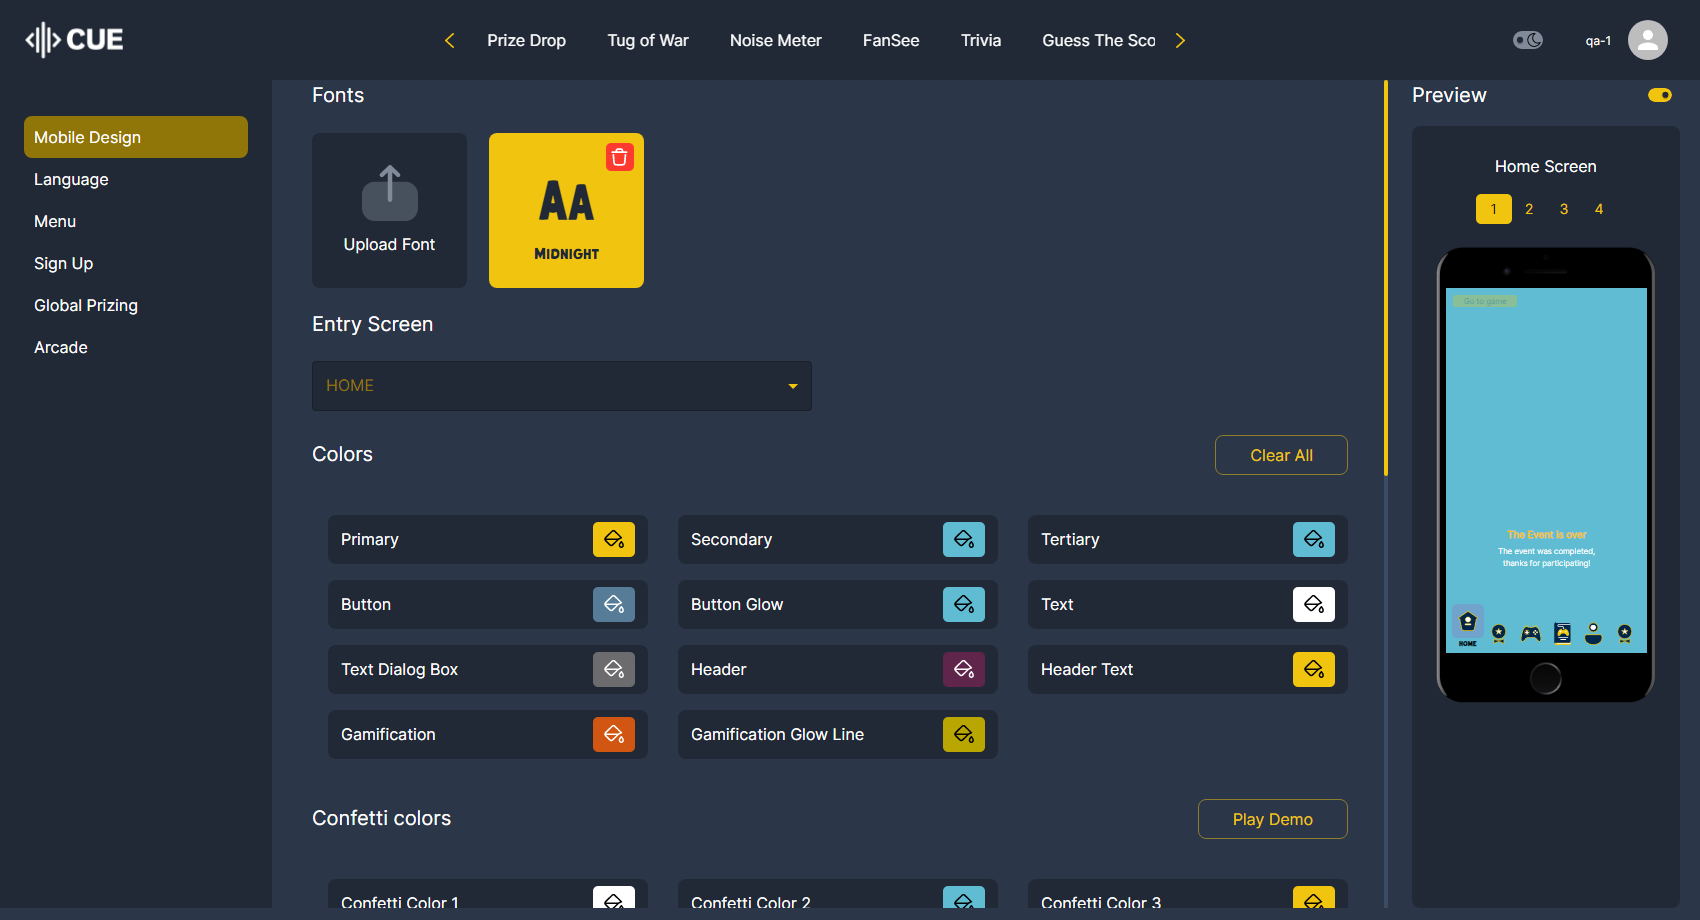 CUE
Prize Drop
Tug of War
Noise Meter
FanSee
Trivia
Guess The Sco
qa-1
Mobile Design
Language
Menu
Sign Up
Global Prizing
Arcade
Fonts
Upload Font
AA
MIDNIGHT
Entry Screen
HOME
Colors
Clear All
Primary
Secondary
Tertiary
Button
Button Glow
Text
Text Dialog Box
Header
Header Text
Gamification
Gamification Glow Line
Confetti colors
Play Demo
Confetti Color 1
Confetti Color 2
Confetti Color 3
Preview
Home Screen
1 2 3 4
Go to game
The Event is over
The event was completed,
thanks for participating!
HOME